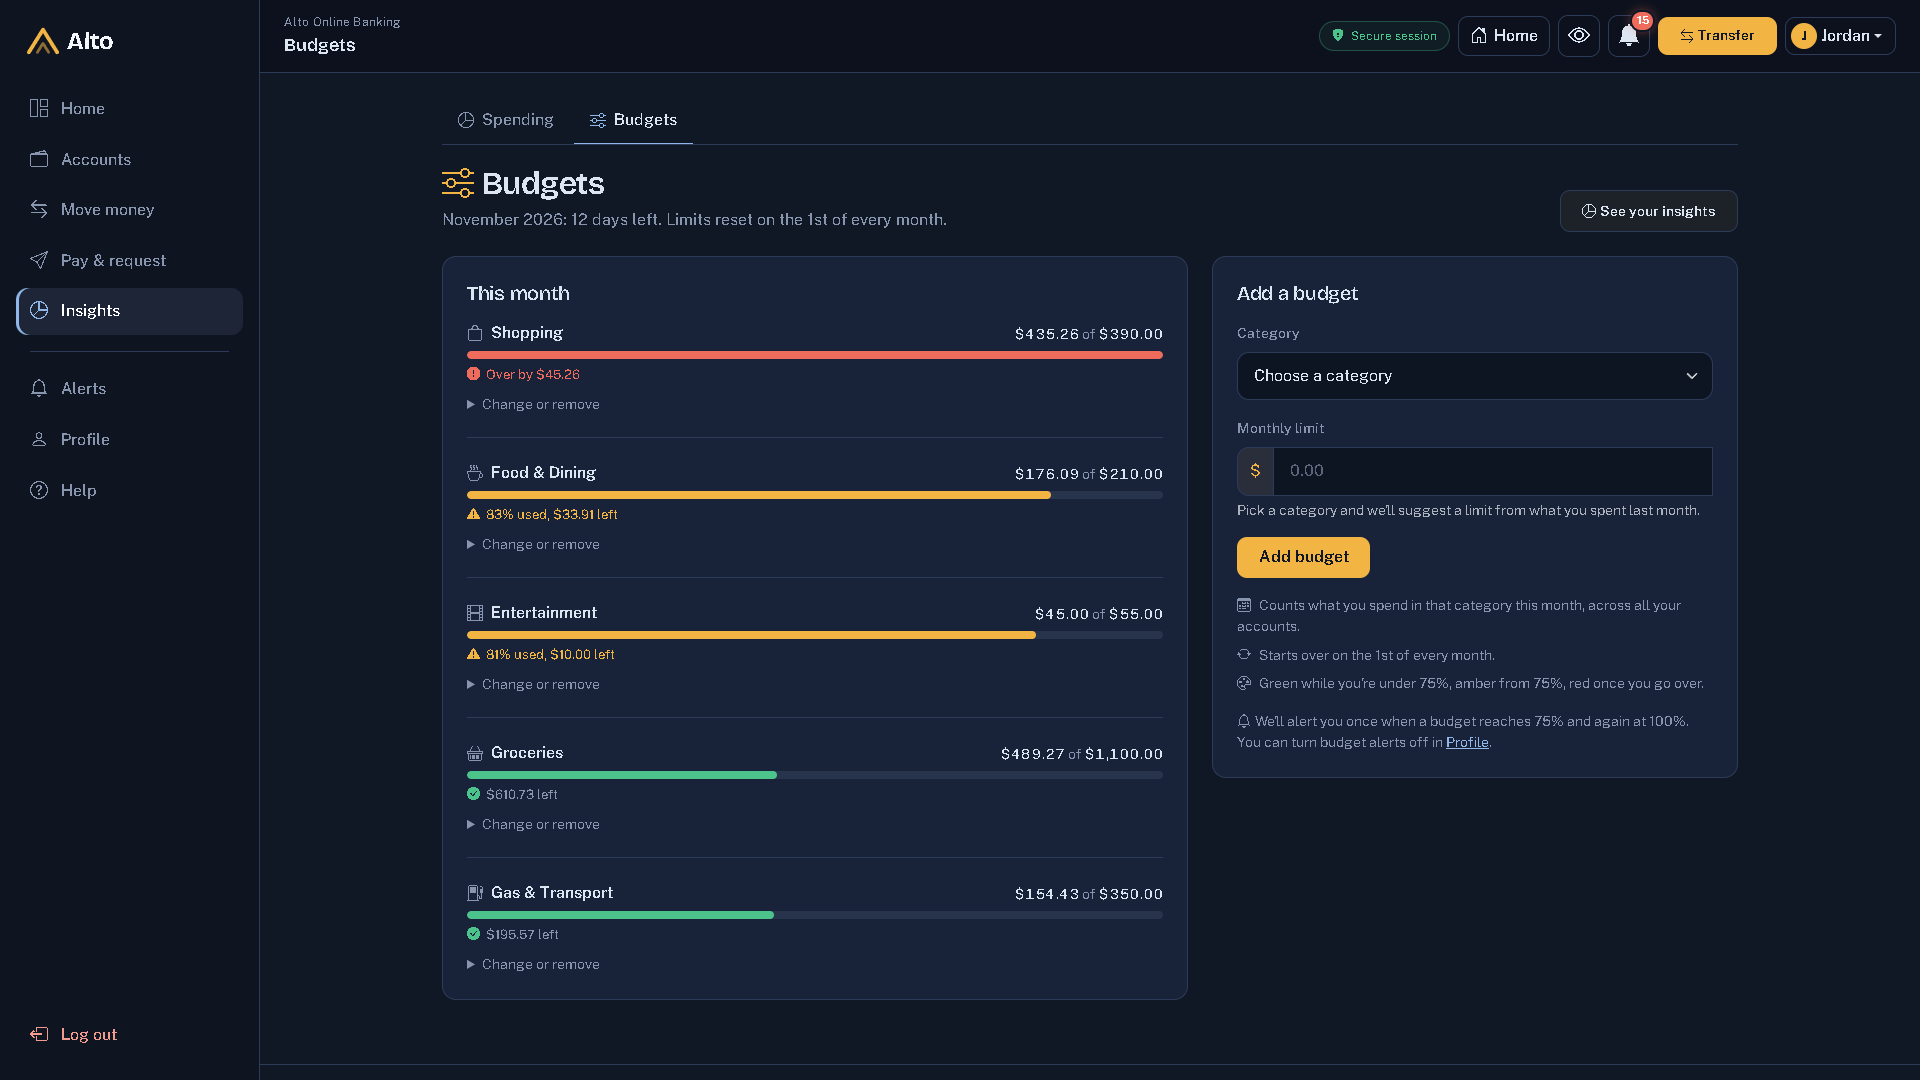 Alto
Home
Accounts
Move money
Pay & request
Insights
Alerts
Profile
Help
Log out
Alto Online Banking
Budgets
Secure session
Home
15
Transfer
J
Jordan
Spending
Budgets
Budgets
November 2026: 12 days left. Limits reset on the 1st of every month.
See your insights
This month
Shopping
$435.26 of $390.00
Over by $45.26
Change or remove
Food & Dining
$176.09 of $210.00
83% used, $33.91 left
Change or remove
Entertainment
$45.00 of $55.00
81% used, $10.00 left
Change or remove
Groceries
$489.27 of $1,100.00
$610.73 left
Change or remove
Gas & Transport
$154.43 of $350.00
$195.57 left
Change or remove
Add a budget
Category
Choose a category
Monthly limit
$
0.00
Pick a category and we'll suggest a limit from what you spent last month.
Add budget
Counts what you spend in that category this month, across all your
accounts.
Starts over on the 1st of every month.
Green while you're under 75%, amber from 75%, red once you go over.
We'll alert you once when a budget reaches 75% and again at 100%.
You can turn budget alerts off in Profile.